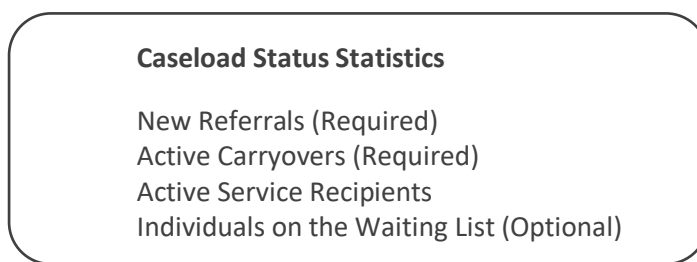 Caseload Status Statistics
New Referrals (Required)
Active Carryovers (Required)
Active Service Recipients
Individuals on the Waiting List (Optional)